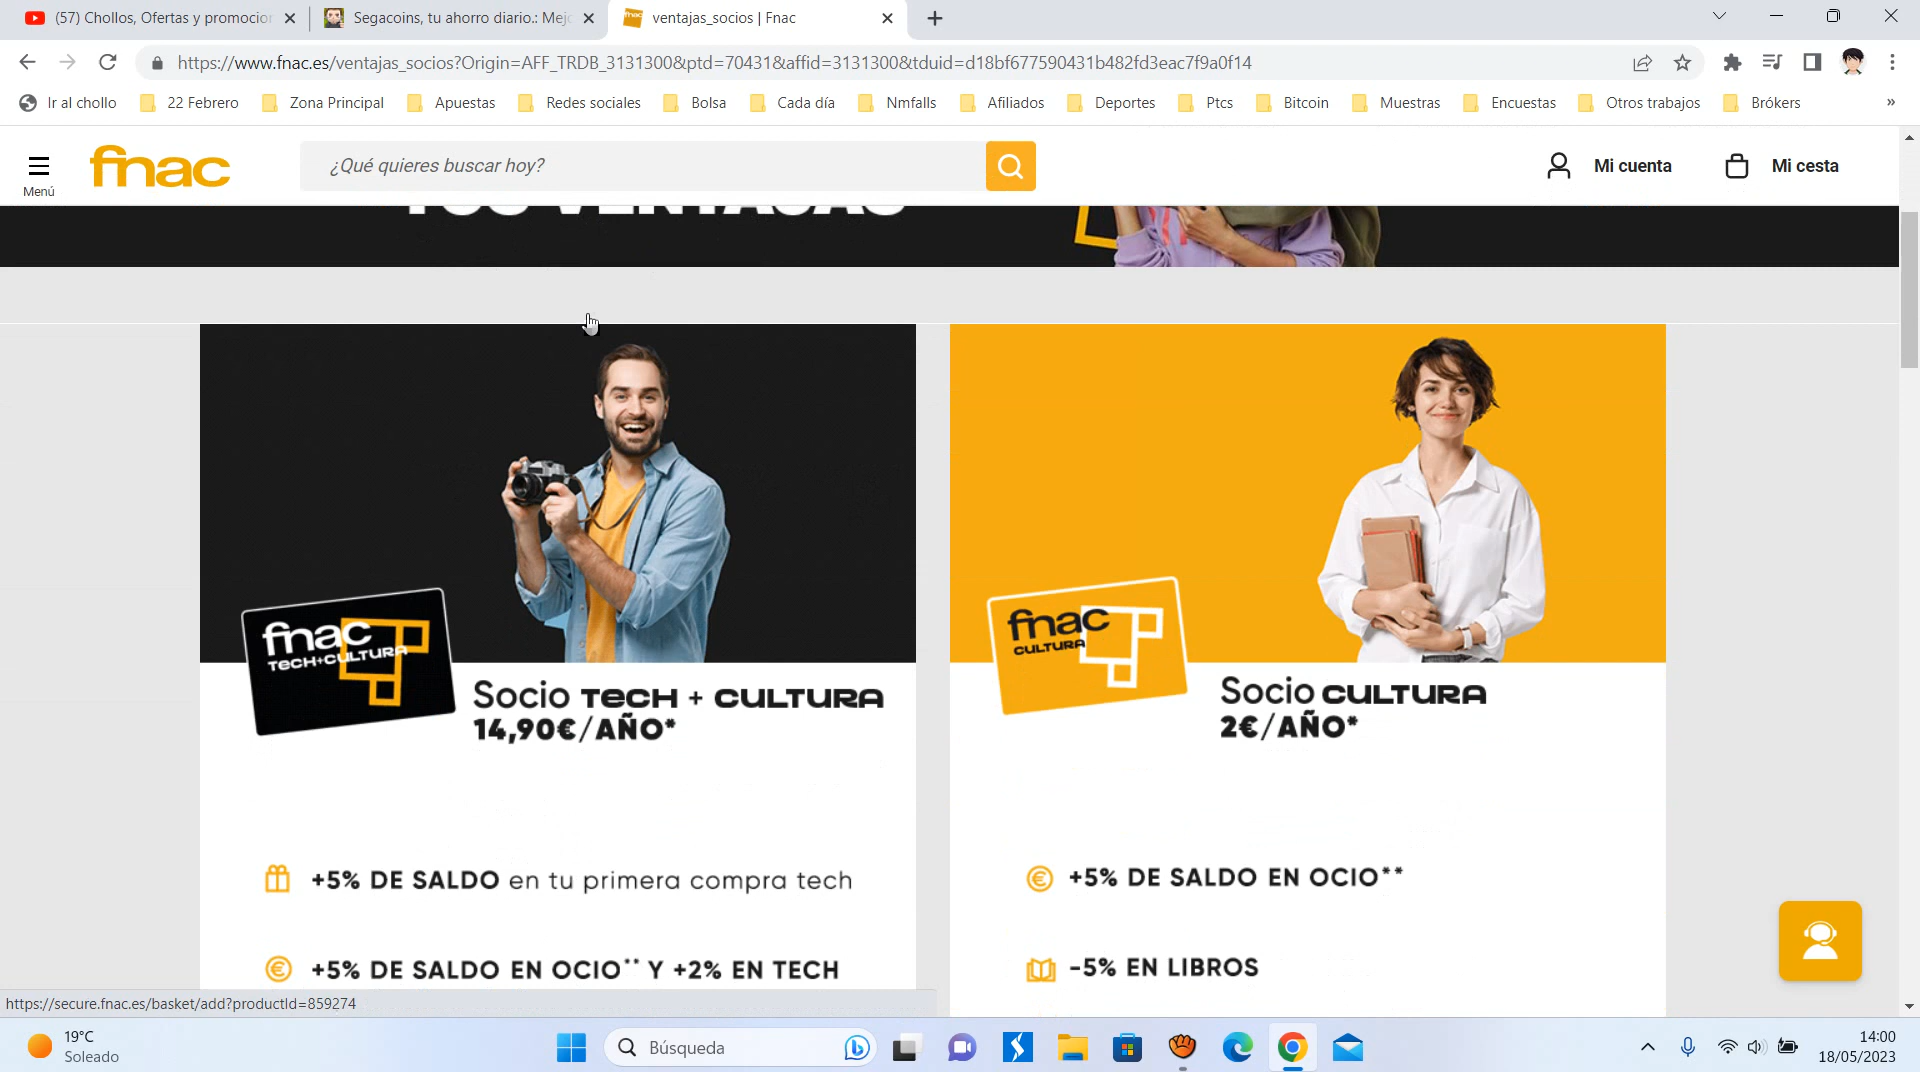 (57) Chollos, Ofertas y promocion
Segacoins, tu ahorro diario.: Mejo
ventajas_socios | Fnac
https://www.fnac.es/ventajas_socios?Origin=AFF_TRDB_3131300&ptd=70431&affid=3131300&tduid=d18bf677590431b482fd3eac7f9a0f14
Ir al chollo
22 Febrero
Zona Principal
Apuestas
Redes sociales
Bolsa
Cada día
Nmfalls
Afiliados
Deportes
Ptcs
Bitcoin
Muestras
Encuestas
Otros trabajos
Brókers
»
Menú
fnac
¿Qué quieres buscar hoy?
Mi cuenta
Mi cesta
TUS VENTAJAS
fnac
TECH+CULTURA
Socio TECH + CULTURA
14,90€/AÑO*
+5% DE SALDO en tu primera compra tech
+5% DE SALDO EN OCIO** Y +2% EN TECH
fnac
CULTURA
Socio CULTURA
2€/AÑO*
+5% DE SALDO EN OCIO**
-5% EN LIBROS
https://secure.fnac.es/basket/add?productId=859274
19°C
Soleado
Búsqueda
14:00
18/05/2023